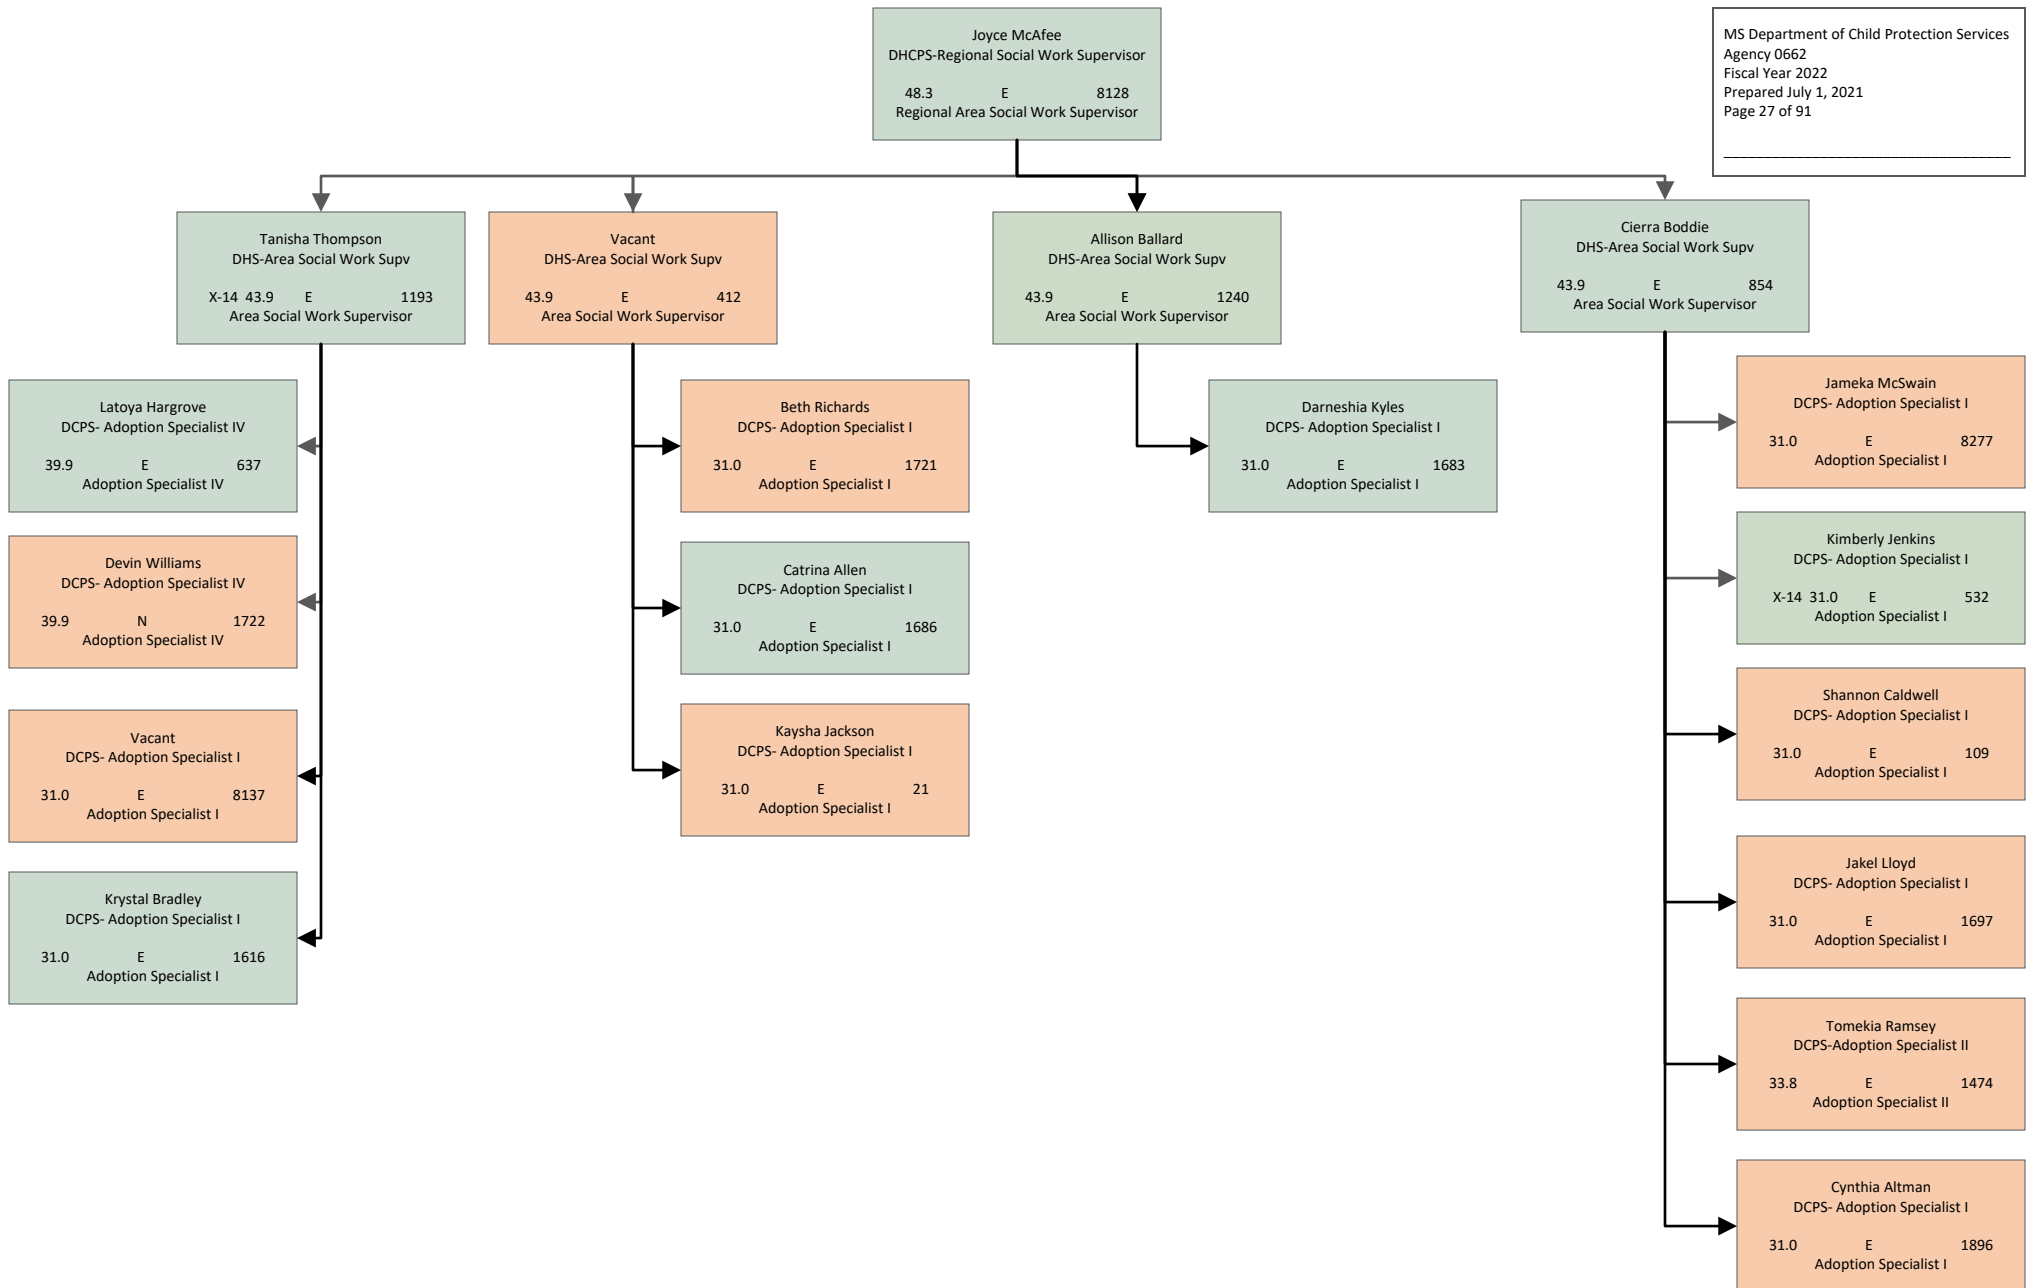 Joyce McAfee
DHCPS-Regional Social Work Supervisor
48.3 E 8128
Regional Area Social Work Supervisor
MS Department of Child Protection Services
Agency 0662
Fiscal Year 2022
Prepared July 1, 2021
Page 27 of 91
Tanisha Thompson
DHS-Area Social Work Supv
X-14 43.9 E 1193
Area Social Work Supervisor
Vacant
DHS-Area Social Work Supv
43.9 E 412
Area Social Work Supervisor
Allison Ballard
DHS-Area Social Work Supv
43.9 E 1240
Area Social Work Supervisor
Cierra Boddie
DHS-Area Social Work Supv
43.9 E 854
Area Social Work Supervisor
Latoya Hargrove
DCPS- Adoption Specialist IV
39.9 E 637
Adoption Specialist IV
Devin Williams
DCPS- Adoption Specialist IV
39.9 N 1722
Adoption Specialist IV
Vacant
DCPS- Adoption Specialist I
31.0 E 8137
Adoption Specialist I
Krystal Bradley
DCPS- Adoption Specialist I
31.0 E 1616
Adoption Specialist I
Beth Richards
DCPS- Adoption Specialist I
31.0 E 1721
Adoption Specialist I
Catrina Allen
DCPS- Adoption Specialist I
31.0 E 1686
Adoption Specialist I
Kaysha Jackson
DCPS- Adoption Specialist I
31.0 E 21
Adoption Specialist I
Darneshia Kyles
DCPS- Adoption Specialist I
31.0 E 1683
Adoption Specialist I
Jameka McSwain
DCPS- Adoption Specialist I
31.0 E 8277
Adoption Specialist I
Kimberly Jenkins
DCPS- Adoption Specialist I
X-14 31.0 E 532
Adoption Specialist I
Shannon Caldwell
DCPS- Adoption Specialist I
31.0 E 109
Adoption Specialist I
Jakel Lloyd
DCPS- Adoption Specialist I
31.0 E 1697
Adoption Specialist I
Tomekia Ramsey
DCPS-Adoption Specialist II
33.8 E 1474
Adoption Specialist II
Cynthia Altman
DCPS- Adoption Specialist I
31.0 E 1896
Adoption Specialist I